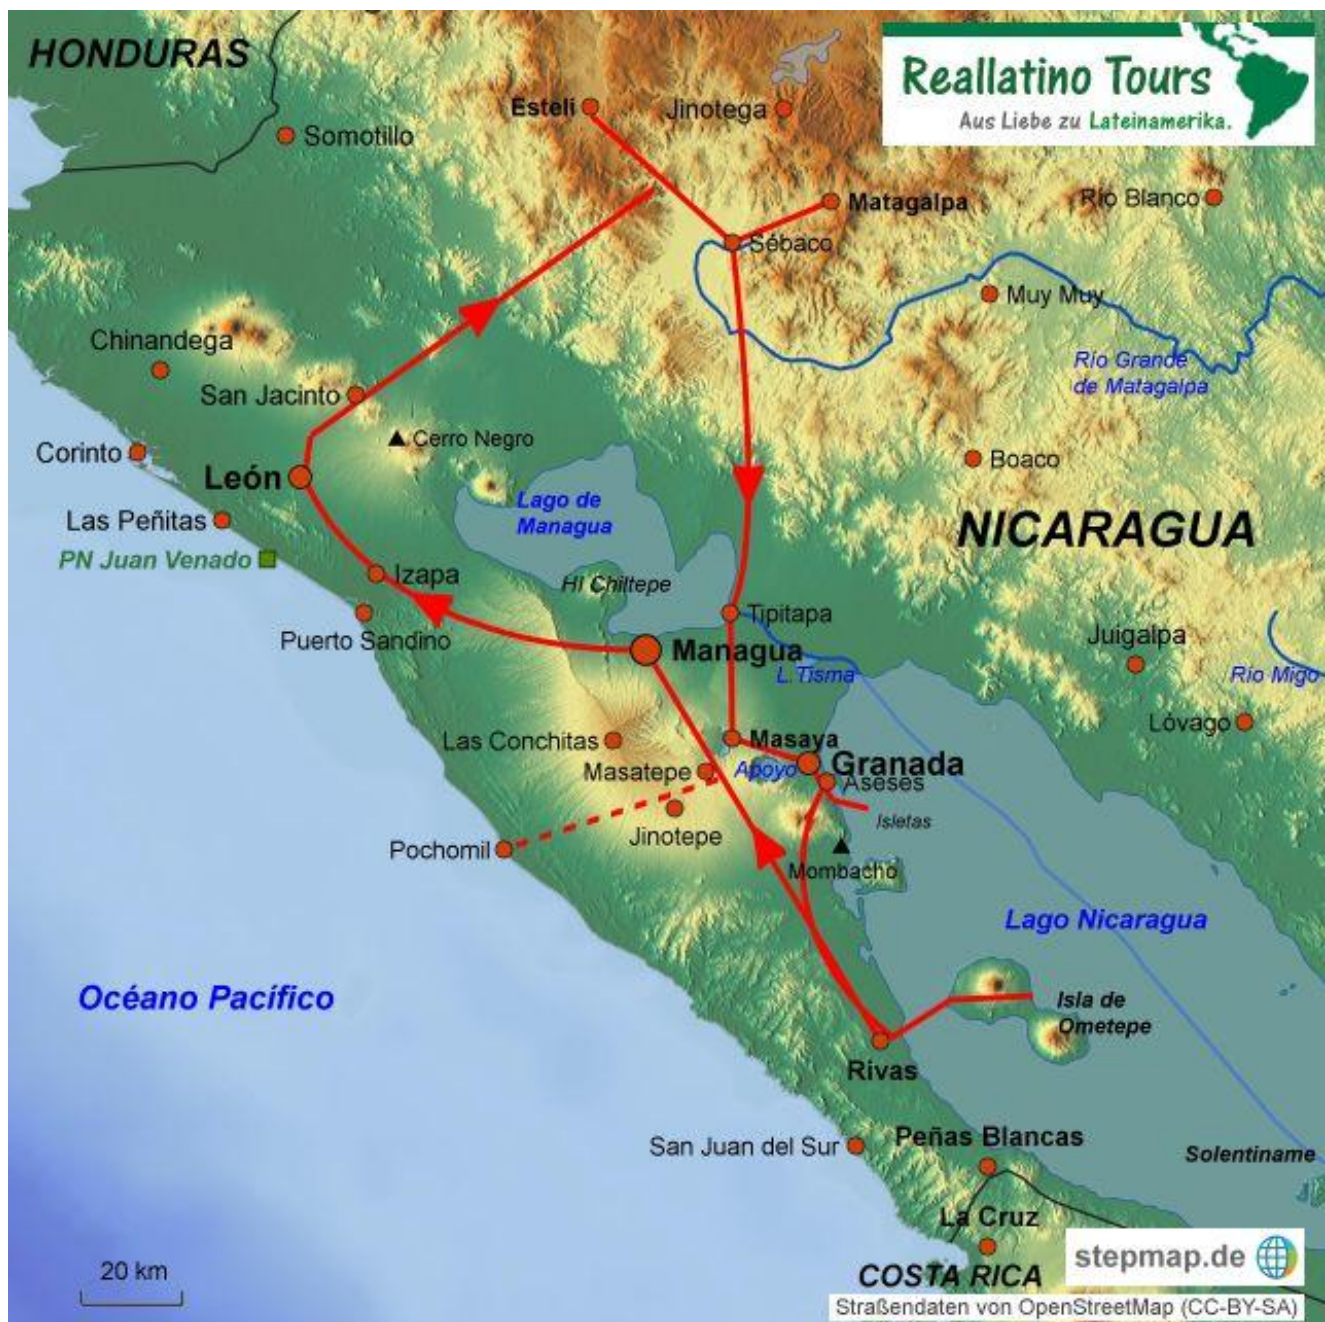 HONDURAS
Reallatino Tours
Aus Liebe zu Lateinamerika.
Estelí
Jinotega
Somotillo
Matagalpa
Río Blanco
Sébaco
Muy Muy
Chinandega
Río Grande
de Matagalpa
San Jacinto
Cerro Negro
Corinto
León
Boaco
Lago de
Managua
Las Peñitas
NICARAGUA
PN Juan Venado
Izapa
Hl Chiltepe
Tipitapa
Puerto Sandino
Juigalpa
Managua
L.Tisma
Río Migo
Lóvago
Las Conchitas
Masaya
Masatepe
Apoyo
Granada
Aseses
Isletas
Jinotepe
Pochomil
Mombacho
Lago Nicaragua
Océano Pacífico
Isla de
Ometepe
Rivas
San Juan del Sur
Peñas Blancas
Solentiname
La Cruz
20 km
COSTA RICA
stepmap.de
Straßendaten von OpenStreetMap (CC-BY-SA)